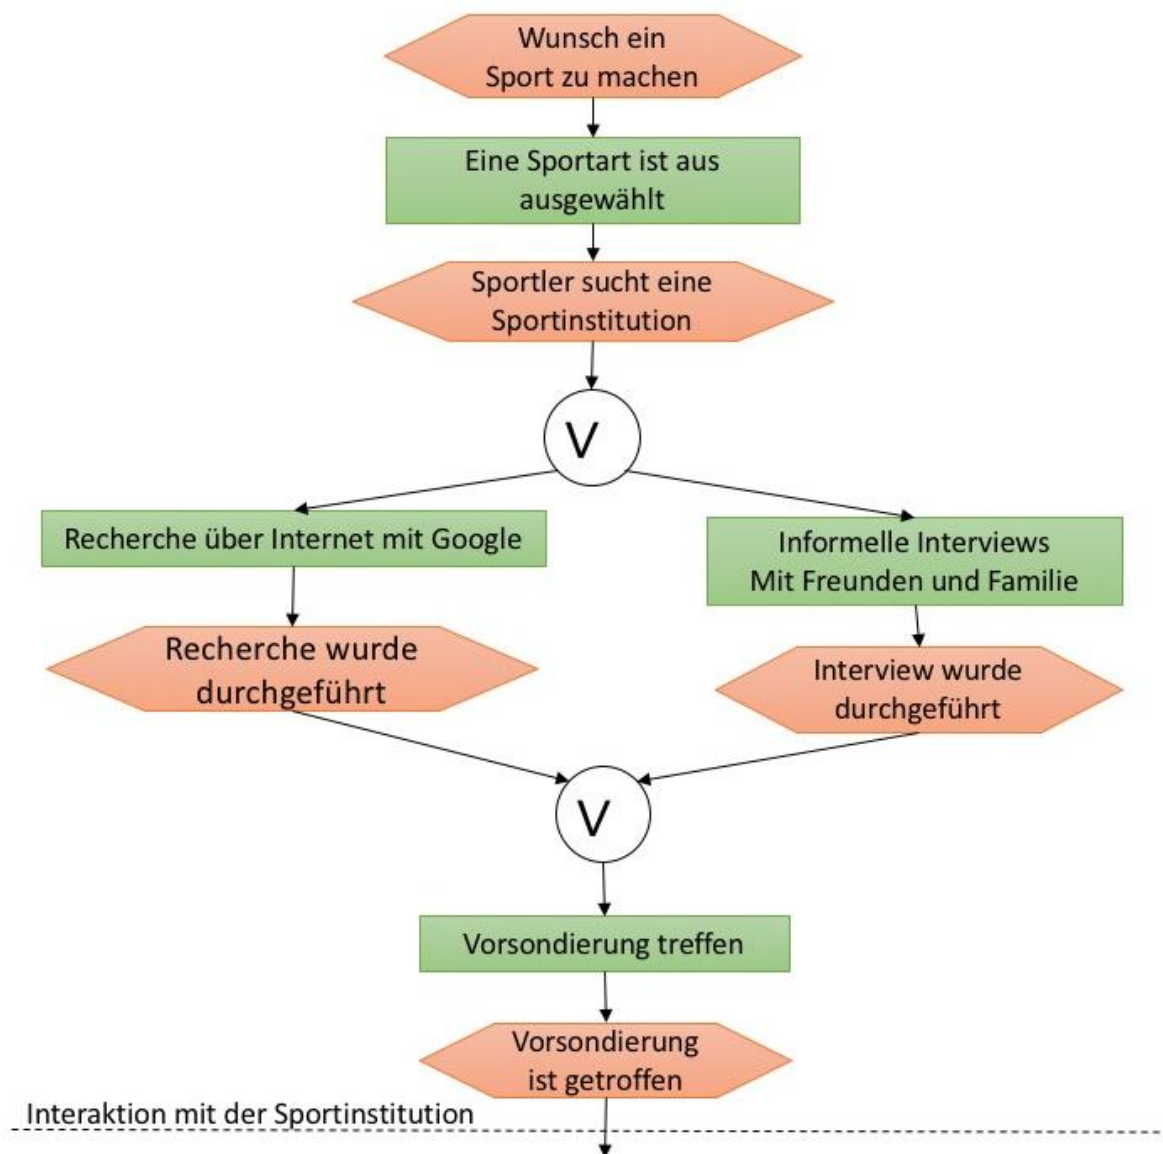 Wunsch ein
Sport zu machen
Eine Sportart ist aus
ausgewählt
Sportler sucht eine
Sportinstitution
V
Recherche über Internet mit Google
Informelle Interviews
Mit Freunden und Familie
Recherche wurde
durchgeführt
Interview wurde
durchgeführt
V
Vorsondierung treffen
Vorsondierung
ist getroffen
Interaktion mit der Sportinstitution